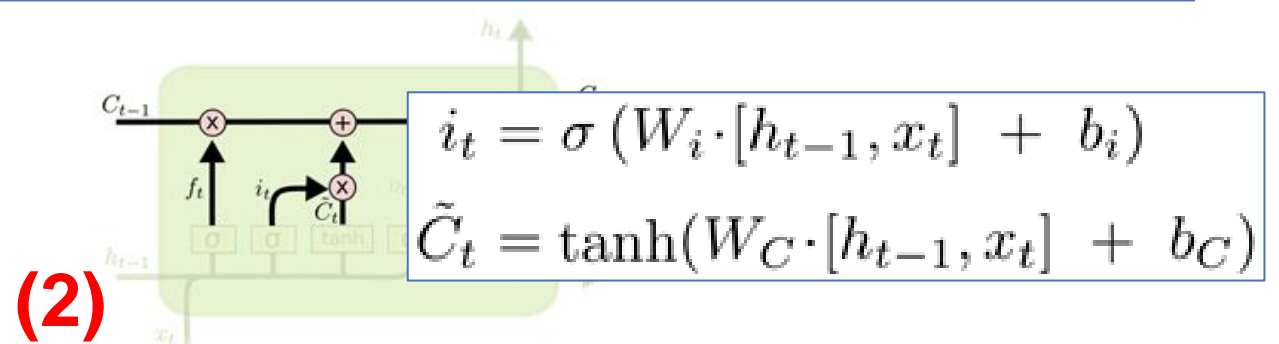 h_t
C_{t-1}
x
+
i_t = σ (W_i · [h_{t-1}, x_t] + b_i)
f_t
i_t
x
C̃_t
C̃_t = tanh(W_C · [h_{t-1}, x_t] + b_C)
σ
σ
tanh
h_{t-1}
(2)
x_t